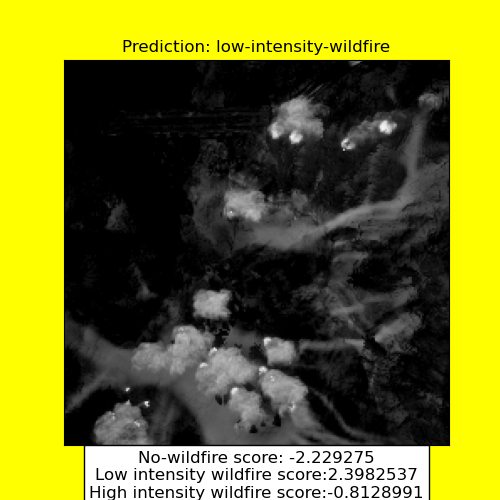 Prediction: low-intensity-wildfire
No-wildfire score: -2.229275
Low intensity wildfire score:2.3982537
High intensity wildfire score:-0.8128991